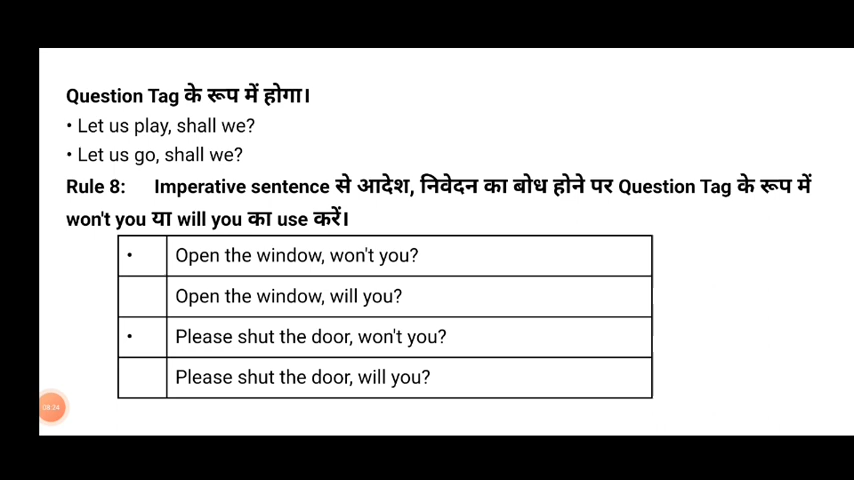 Question Tag के रूप में होगा।
• Let us play, shall we?
• Let us go, shall we?
Rule 8: Imperative sentence से आदेश, निवेदन का बोध होने पर Question Tag के रूप में
won't you या will you का use करें।
• Open the window, won't you?
Open the window, will you?
• Please shut the door, won't you?
Please shut the door, will you?
08:24